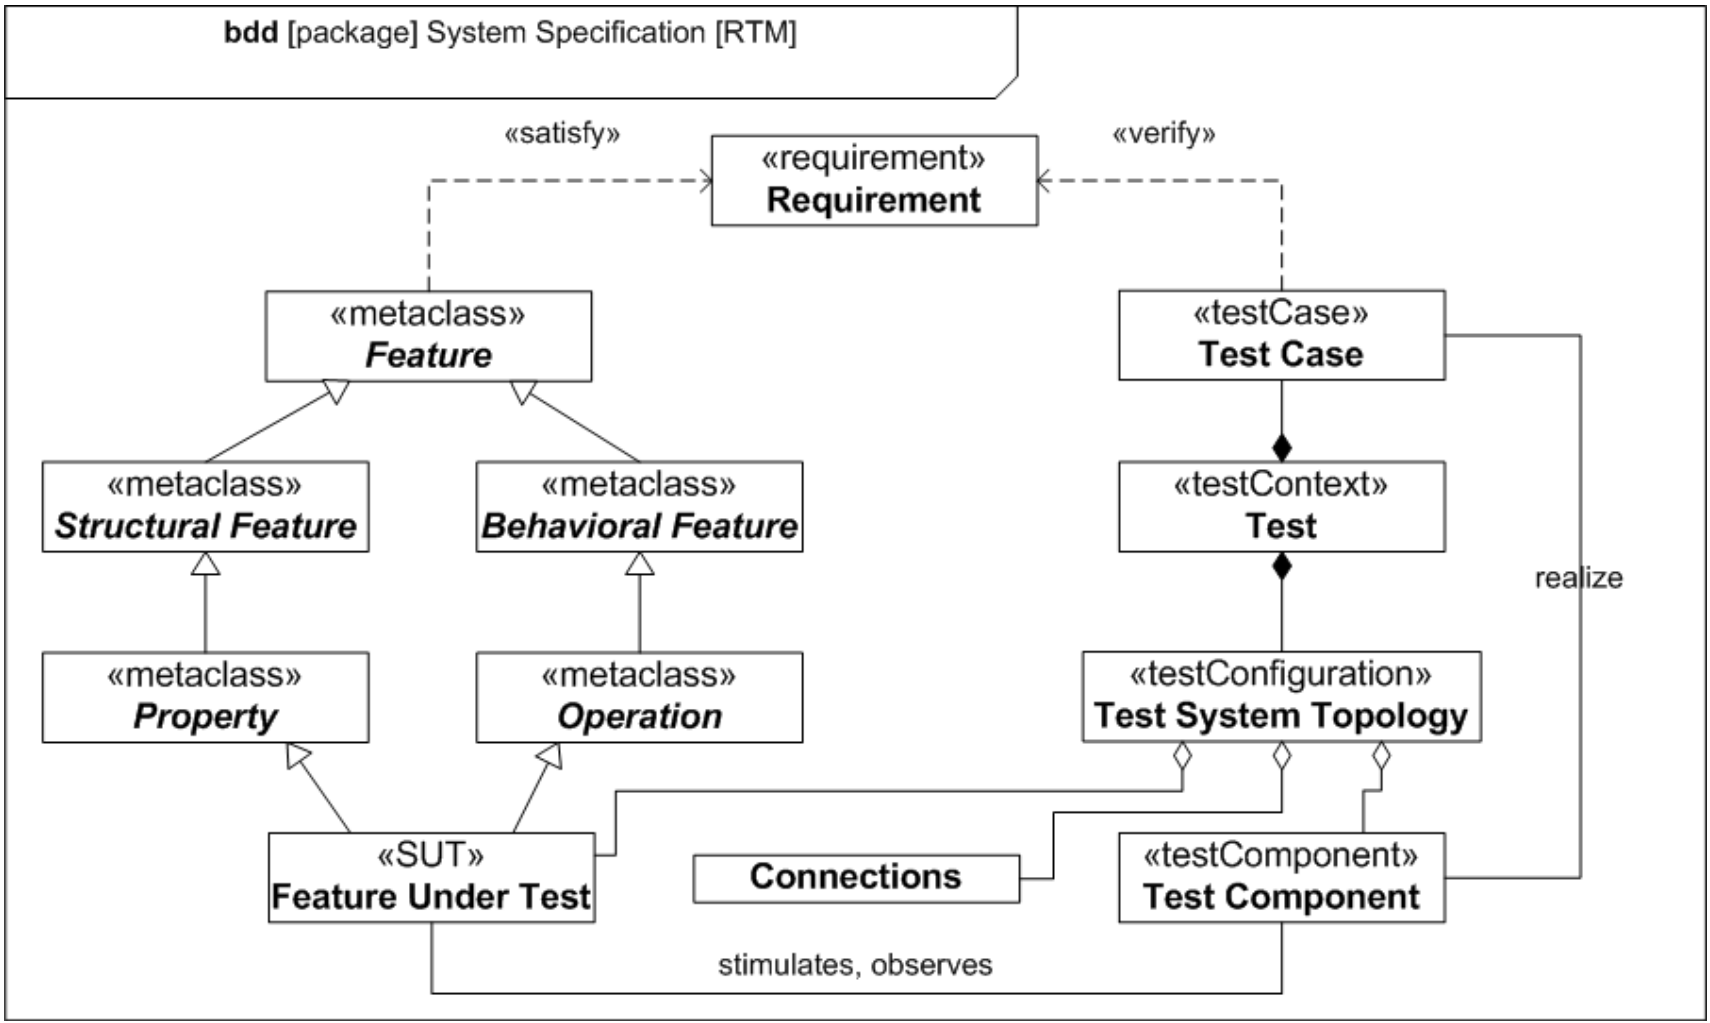 bdd [package] System Specification [RTM]
«satisfy»
«verify»
«requirement»
Requirement
«metaclass»
Feature
«testCase»
Test Case
«metaclass»
Structural Feature
«metaclass»
Behavioral Feature
«testContext»
Test
realize
«metaclass»
Property
«metaclass»
Operation
«testConfiguration»
Test System Topology
«SUT»
Feature Under Test
Connections
«testComponent»
Test Component
stimulates, observes